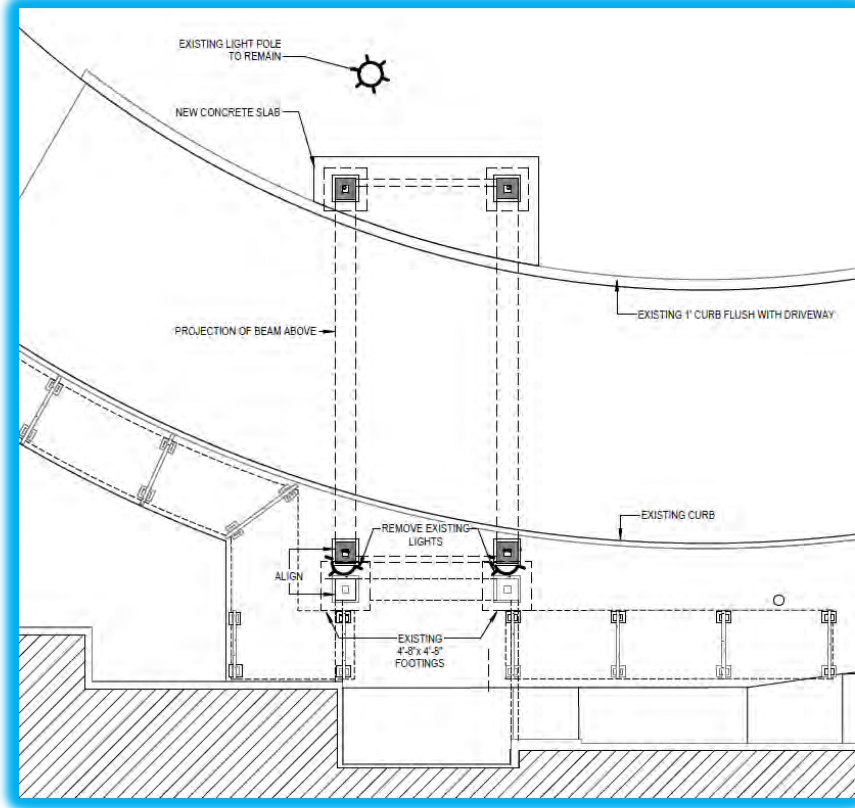 EXISTING LIGHT POLE
TO REMAIN
NEW CONCRETE SLAB
EXISTING 1' CURB FLUSH WITH DRIVEWAY
PROJECTION OF BEAM ABOVE
EXISTING CURB
REMOVE EXISTING
LIGHTS
ALIGN
EXISTING
4'-8"x 4'-8"
FOOTINGS